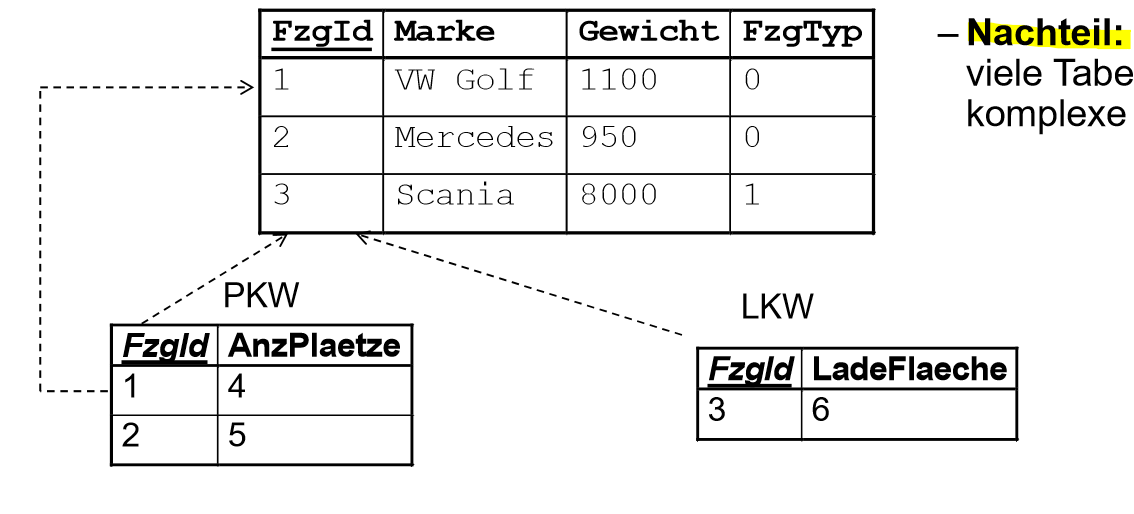 FzgId Marke Gewicht FzgTyp
1 VW Golf 1100 0
2 Mercedes 950 0
3 Scania 8000 1
– Nachteil:
viele Tabe
komplexe
PKW
FzgId AnzPlaetze
1 4
2 5
LKW
FzgId LadeFlaeche
3 6